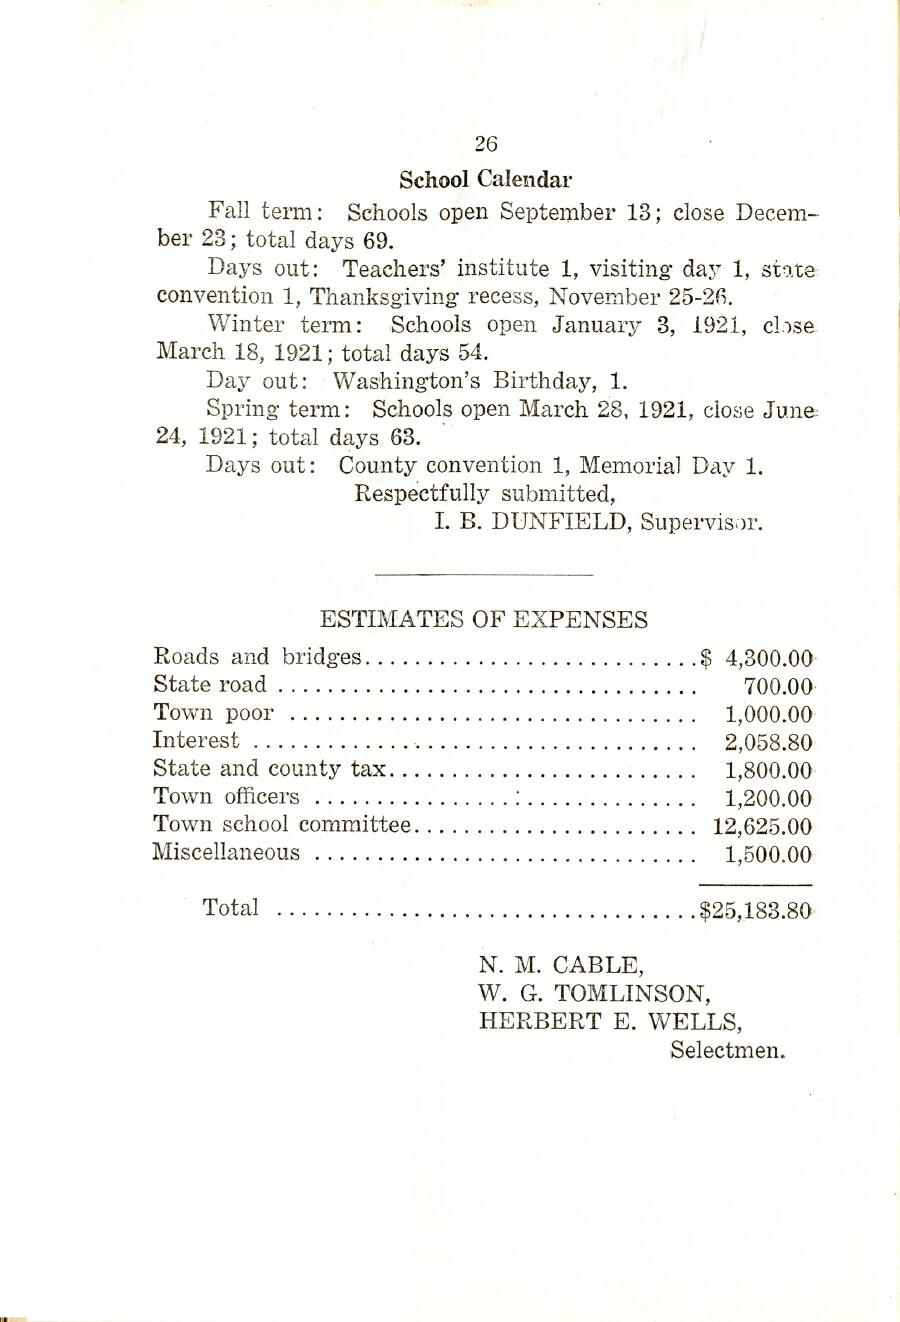 26
School Calendar
Fall term: Schools open September 13; close Decem-
ber 23; total days 69.
Days out: Teachers' institute 1, visiting day 1, state
convention 1, Thanksgiving recess, November 25-26.
Winter term: Schools open January 3, 1921, close
March 18, 1921; total days 54.
Day out: Washington's Birthday, 1.
Spring term: Schools open March 28, 1921, close June
24, 1921; total days 63.
Days out: County convention 1, Memorial Day 1.
Respectfully submitted,
I. B. DUNFIELD, Supervisor.
ESTIMATES OF EXPENSES
Roads and bridges...........................$ 4,300.00
State road .................................. 700.00
Town poor ................................. 1,000.00
Interest .................................... 2,058.80
State and county tax......................... 1,800.00
Town officers ............................... 1,200.00
Town school committee....................... 12,625.00
Miscellaneous ............................... 1,500.00
Total ..................................$25,183.80
N. M. CABLE,
W. G. TOMLINSON,
HERBERT E. WELLS,
Selectmen.